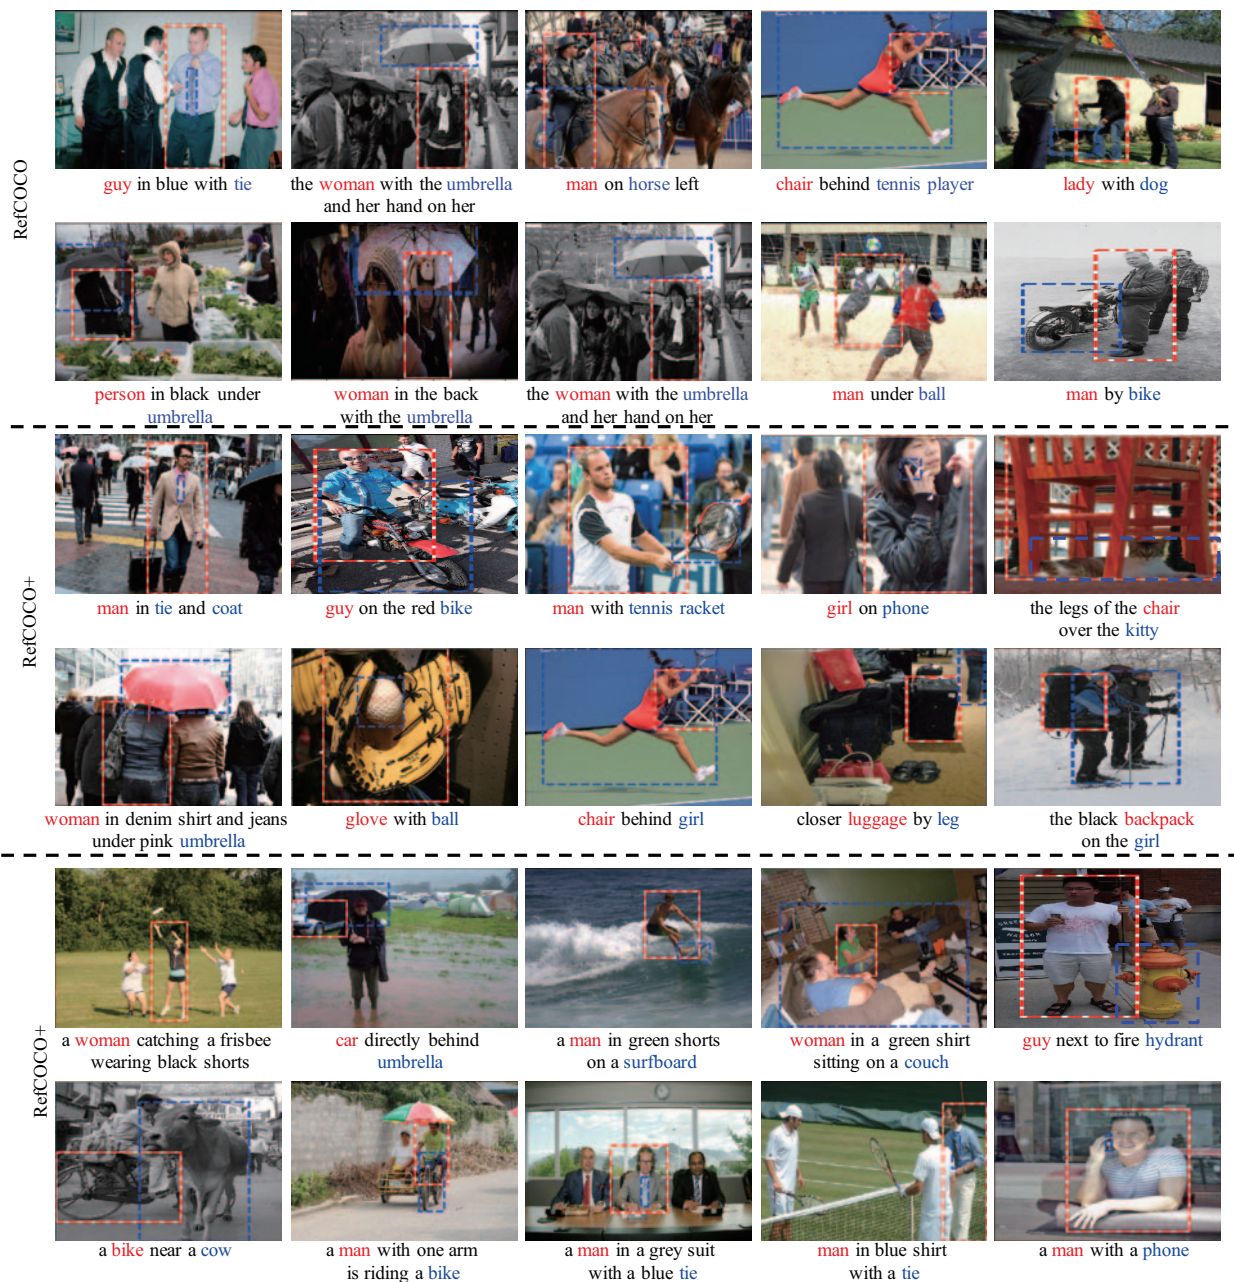 RefCOCO
guy in blue with tie
the woman with the umbrella
and her hand on her
man on horse left
chair behind tennis player
lady with dog
person in black under
umbrella
woman in the back
with the umbrella
the woman with the umbrella
and her hand on her
man under ball
man by bike
RefCOCO+
man in tie and coat
guy on the red bike
man with tennis racket
girl on phone
the legs of the chair
over the kitty
woman in denim shirt and jeans
under pink umbrella
glove with ball
chair behind girl
closer luggage by leg
the black backpack
on the girl
RefCOCO+
a woman catching a frisbee
wearing black shorts
car directly behind
umbrella
a man in green shorts
on a surfboard
woman in a green shirt
sitting on a couch
guy next to fire hydrant
a bike near a cow
a man with one arm
is riding a bike
a man in a grey suit
with a blue tie
man in blue shirt
with a tie
a man with a phone